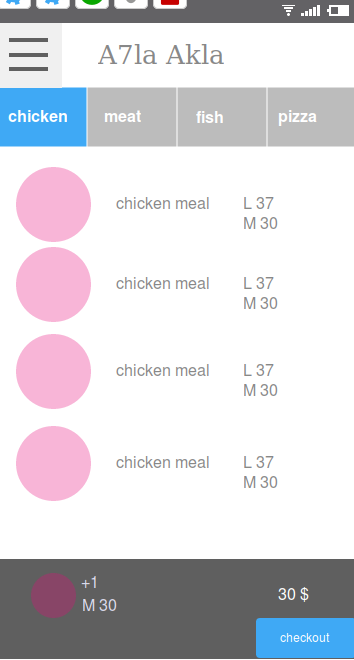 A7la Akla
chicken meat fish pizza
chicken meal L 37
M 30
chicken meal L 37
M 30
chicken meal L 37
M 30
chicken meal L 37
M 30
+1
M 30
30 $
checkout